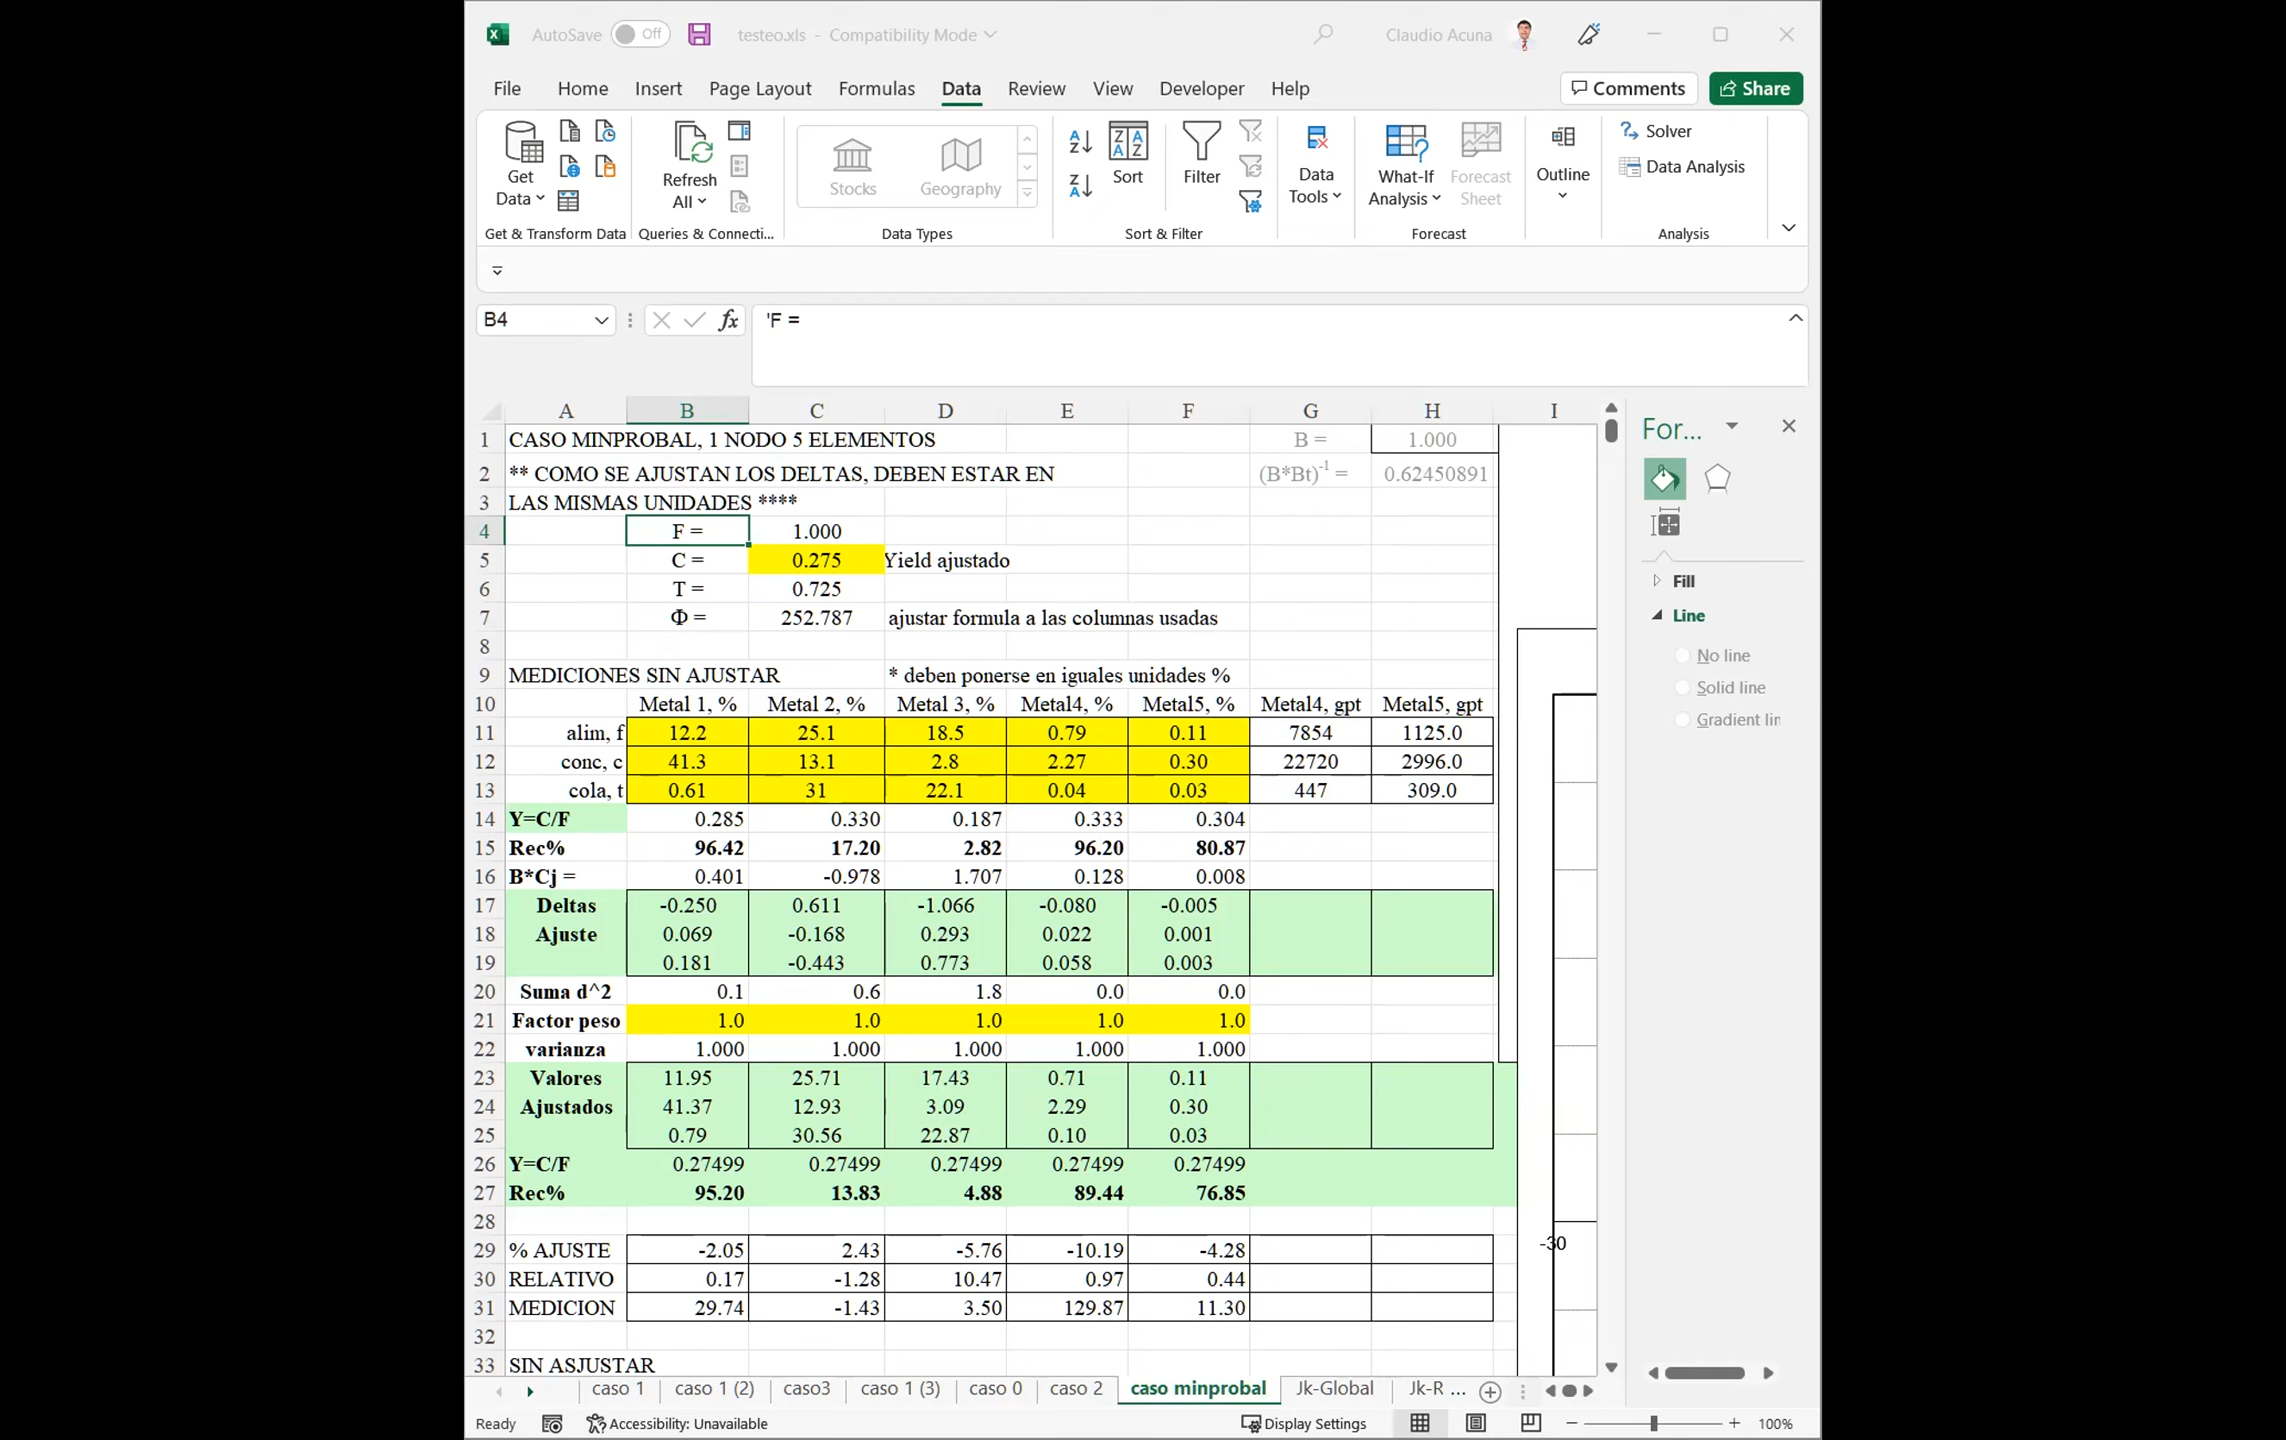 AutoSave Off testeo.xls - Compatibility Mode Claudio Acuna
File Home Insert Page Layout Formulas Data Review View Developer Help Comments Share
Get Data
Refresh All
Stocks Geography
Sort
Filter
Data Tools
What-If Analysis
Forecast Sheet
Outline
Solver
Data Analysis
Get & Transform Data Queries & Connecti... Data Types Sort & Filter Forecast Analysis
B4 fx 'F =
A B C D E F G H I
1 CASO MINPROBAL, 1 NODO 5 ELEMENTOS B = 1.000
2 ** COMO SE AJUSTAN LOS DELTAS, DEBEN ESTAR EN (B*Bt)-1 = 0.62450891
3 LAS MISMAS UNIDADES ****
4 F = 1.000
5 C = 0.275 Yield ajustado
6 T = 0.725
7 Φ = 252.787 ajustar formula a las columnas usadas
8
9 MEDICIONES SIN AJUSTAR * deben ponerse en iguales unidades %
10 Metal 1, % Metal 2, % Metal 3, % Metal4, % Metal5, % Metal4, gpt Metal5, gpt
11 alim, f 12.2 25.1 18.5 0.79 0.11 7854 1125.0
12 conc, c 41.3 13.1 2.8 2.27 0.30 22720 2996.0
13 cola, t 0.61 31 22.1 0.04 0.03 447 309.0
14 Y=C/F 0.285 0.330 0.187 0.333 0.304
15 Rec% 96.42 17.20 2.82 96.20 80.87
16 B*Cj = 0.401 -0.978 1.707 0.128 0.008
17 Deltas -0.250 0.611 -1.066 -0.080 -0.005
18 Ajuste 0.069 -0.168 0.293 0.022 0.001
19 0.181 -0.443 0.773 0.058 0.003
20 Suma d^2 0.1 0.6 1.8 0.0 0.0
21 Factor peso 1.0 1.0 1.0 1.0 1.0
22 varianza 1.000 1.000 1.000 1.000 1.000
23 Valores 11.95 25.71 17.43 0.71 0.11
24 Ajustados 41.37 12.93 3.09 2.29 0.30
25 0.79 30.56 22.87 0.10 0.03
26 Y=C/F 0.27499 0.27499 0.27499 0.27499 0.27499
27 Rec% 95.20 13.83 4.88 89.44 76.85
28
29 % AJUSTE -2.05 2.43 -5.76 -10.19 -4.28
30 RELATIVO 0.17 -1.28 10.47 0.97 0.44
31 MEDICION 29.74 -1.43 3.50 129.87 11.30
32
33 SIN ASJUSTAR
-30
For...
Fill
Line
No line
Solid line
Gradient lin
caso 1 caso 1 (2) caso3 caso 1 (3) caso 0 caso 2 caso minprobal Jk-Global Jk-R ...
Ready Accessibility: Unavailable Display Settings 100%